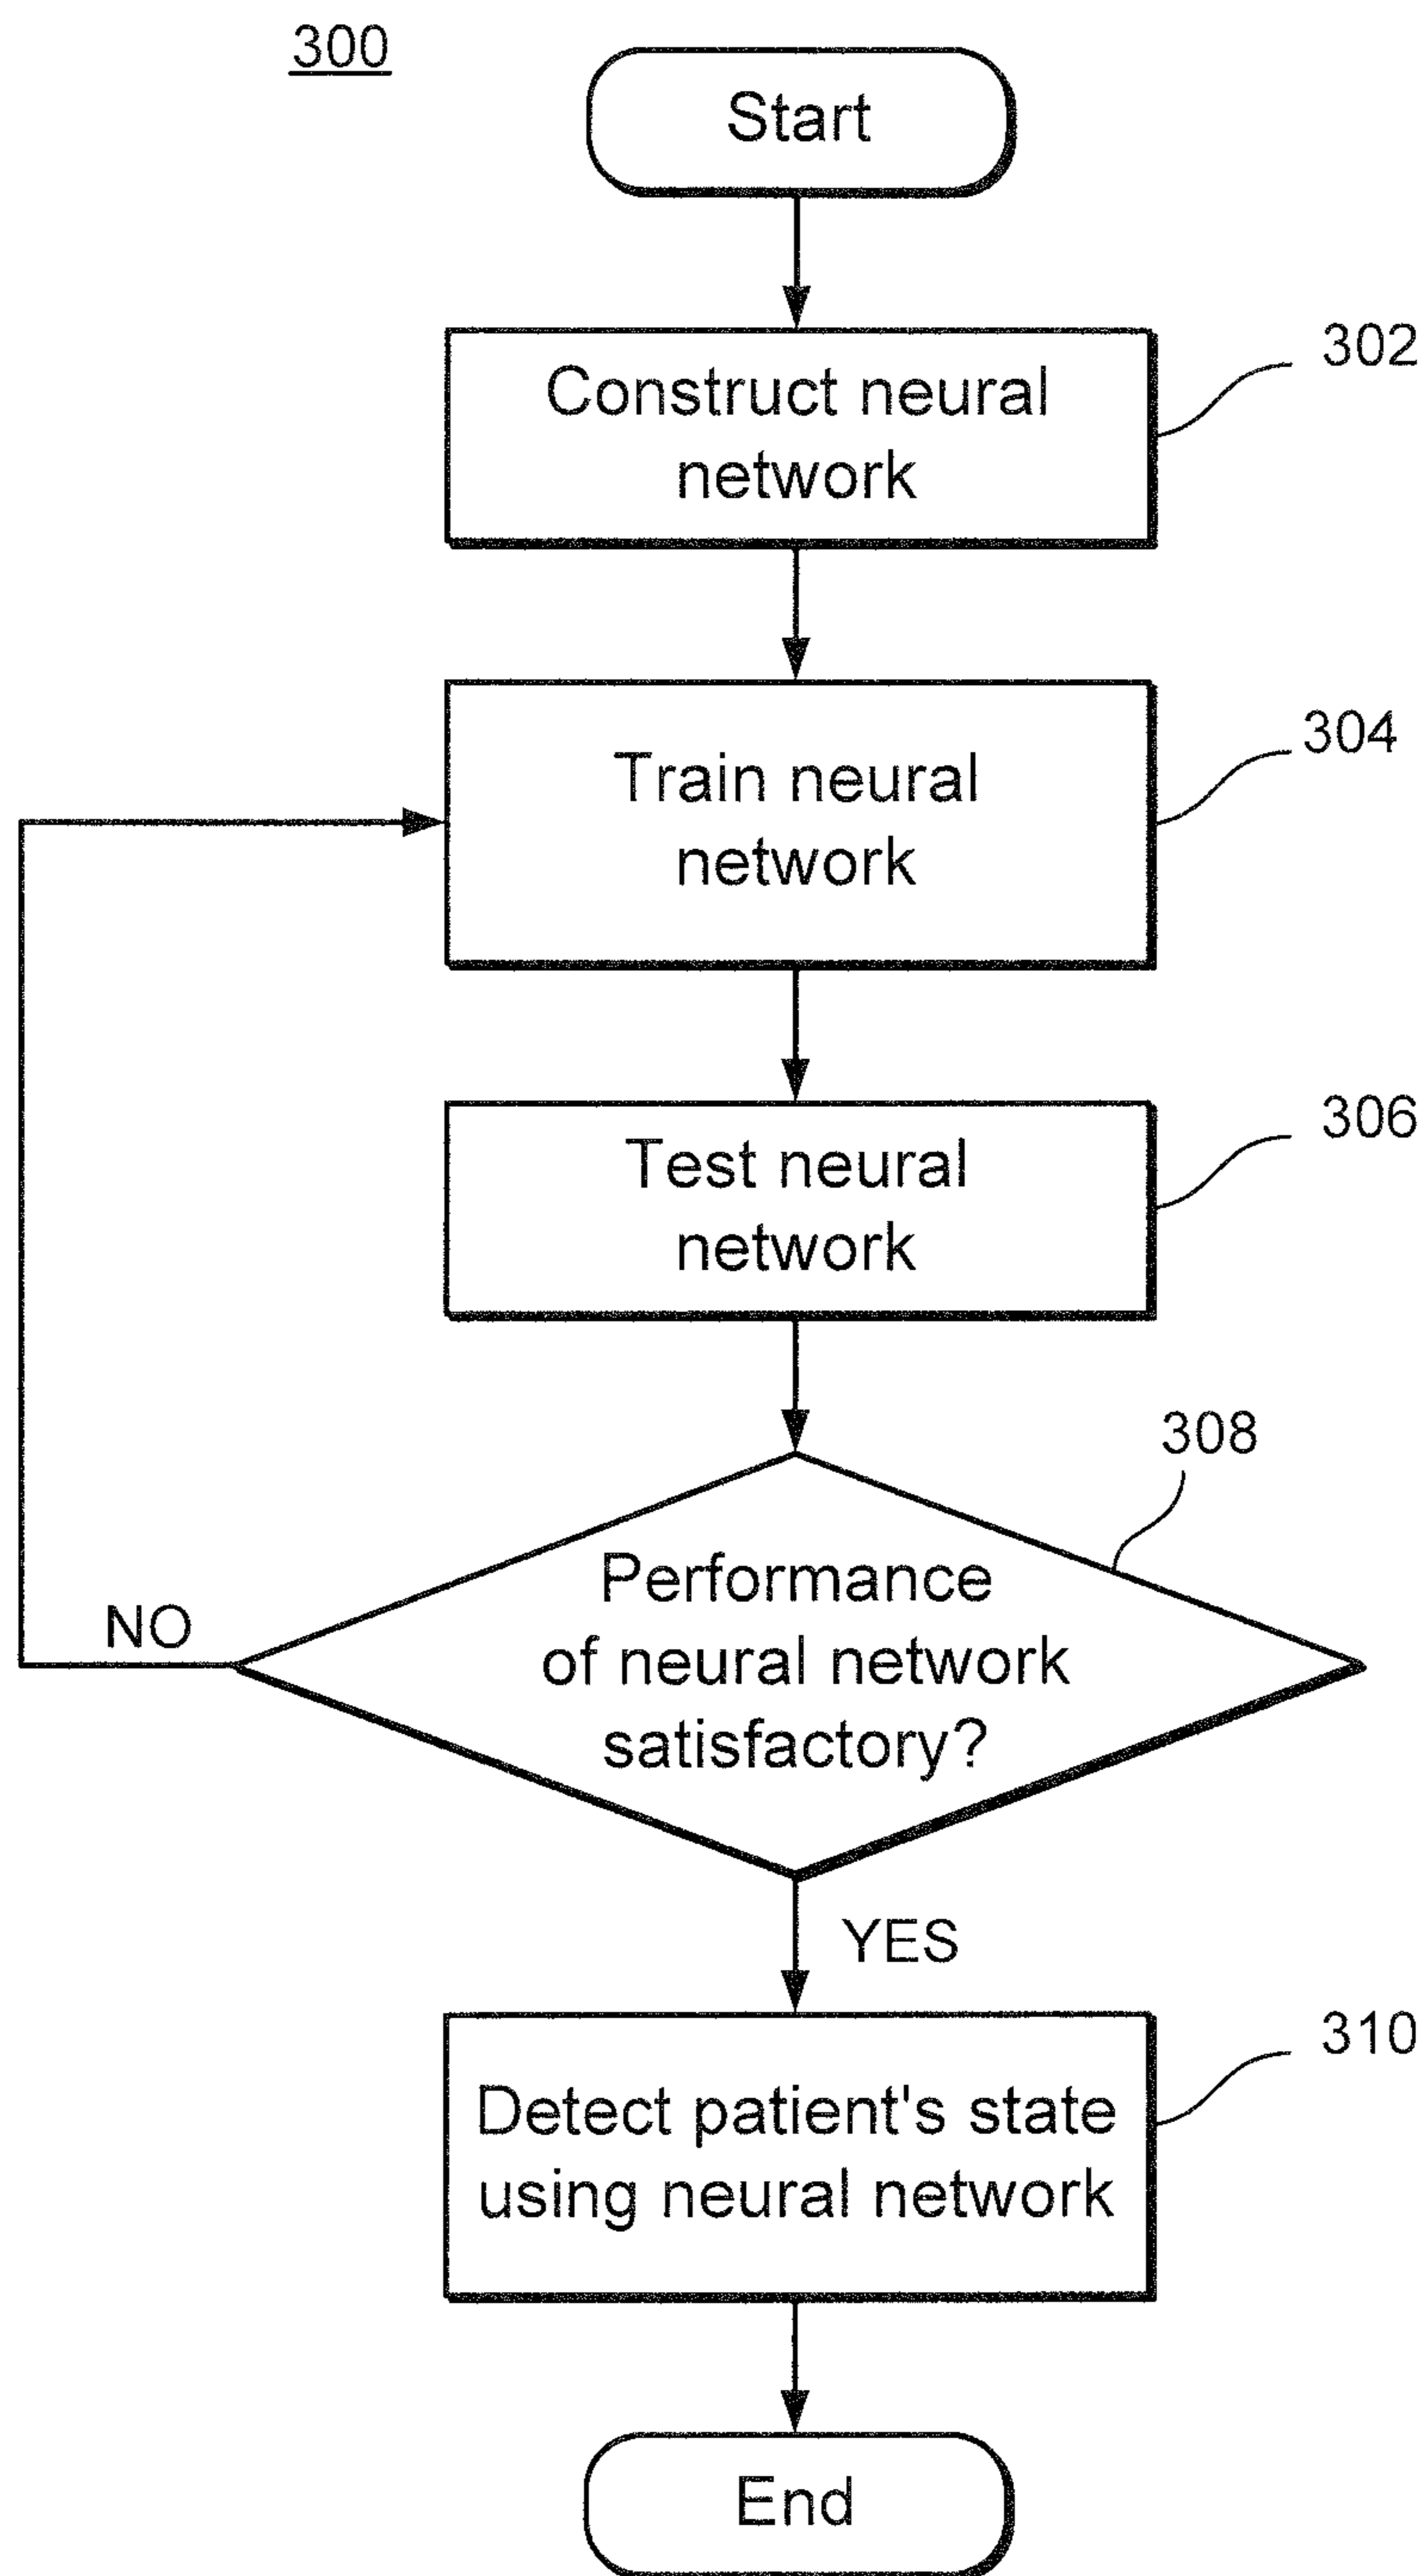 300
Start
Construct neural
network
302
Train neural
network
304
Test neural
network
306
Performance
of neural network
satisfactory?
308
NO
YES
Detect patient's state
using neural network
310
End